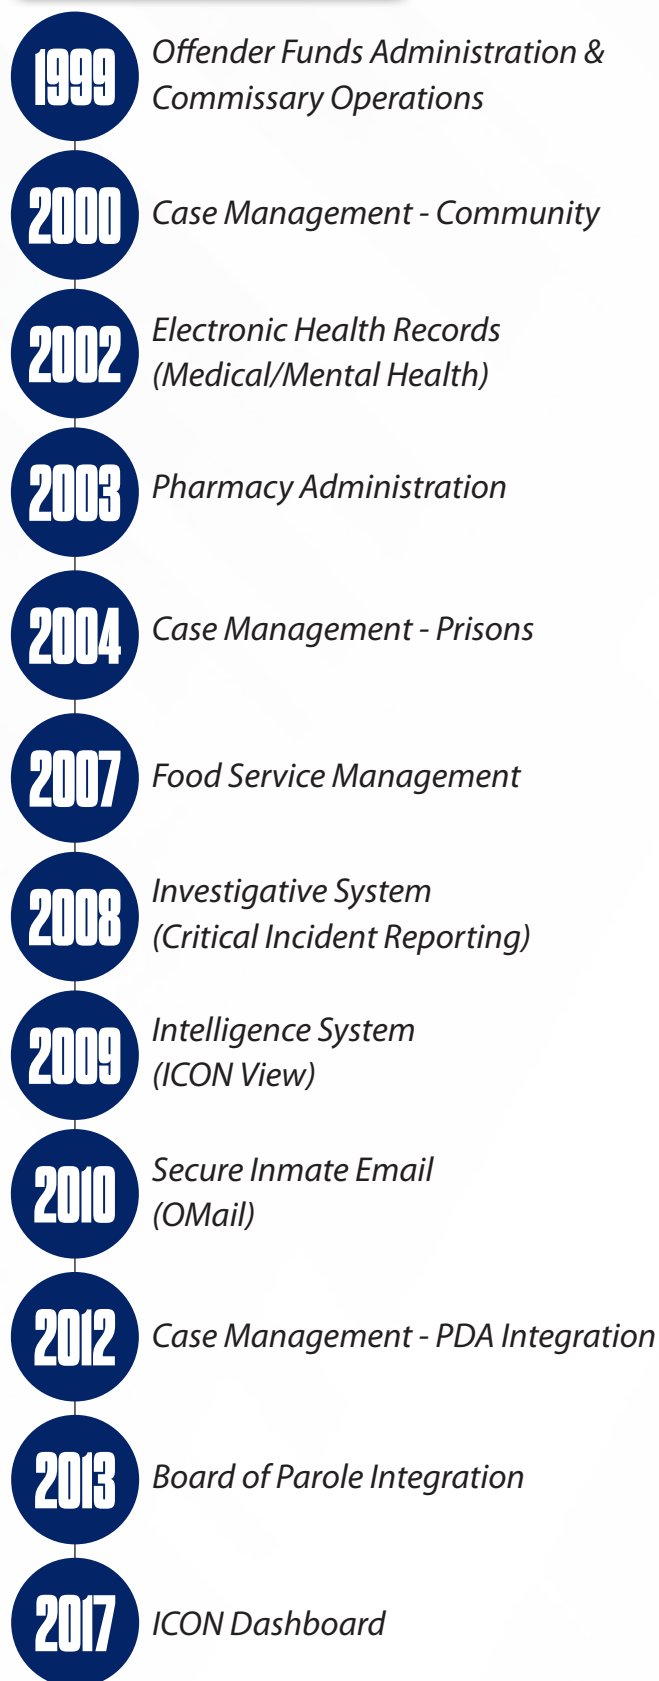 1999
Offender Funds Administration &
Commissary Operations
2000
Case Management - Community
2002
Electronic Health Records
(Medical/Mental Health)
2003
Pharmacy Administration
2004
Case Management - Prisons
2007
Food Service Management
2008
Investigative System
(Critical Incident Reporting)
2009
Intelligence System
(ICON View)
2010
Secure Inmate Email
(OMail)
2012
Case Management - PDA Integration
2013
Board of Parole Integration
2017
ICON Dashboard